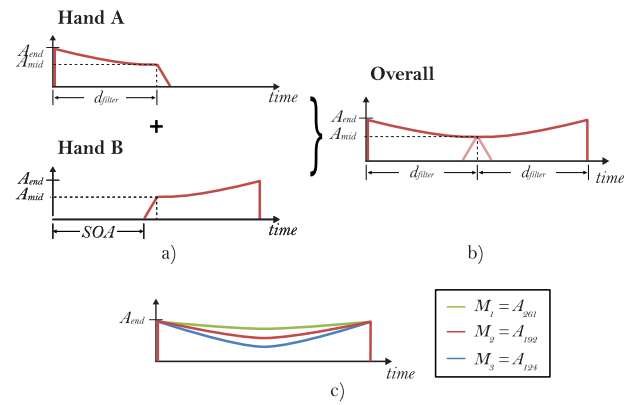 Hand A
A_end
A_mid
time
d_filter
+
Hand B
A_end
A_mid
time
SOA
a)
Overall
A_end
A_mid
d_filter d_filter
time
b)
A_end
time
c)
M_1 = A_261
M_2 = A_192
M_3 = A_124